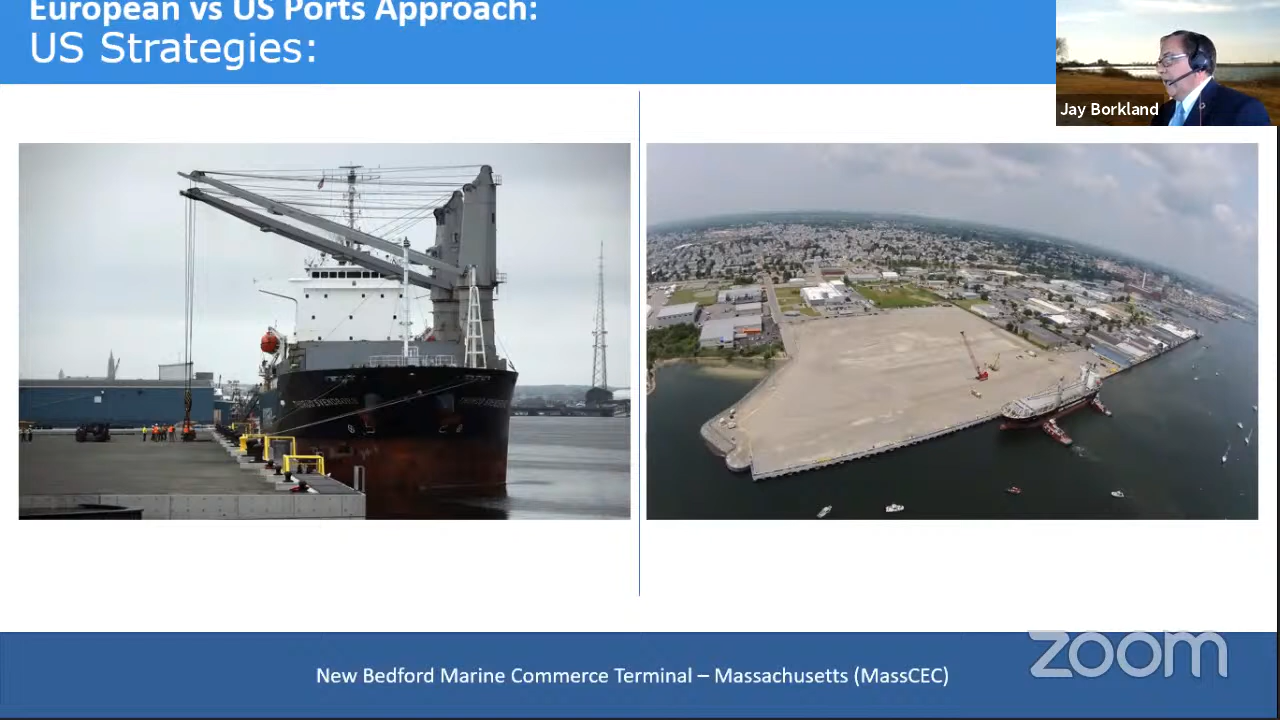 European vs US Ports Approach:
US Strategies:
Jay Borkland
New Bedford Marine Commerce Terminal – Massachusetts (MassCEC)
zoom